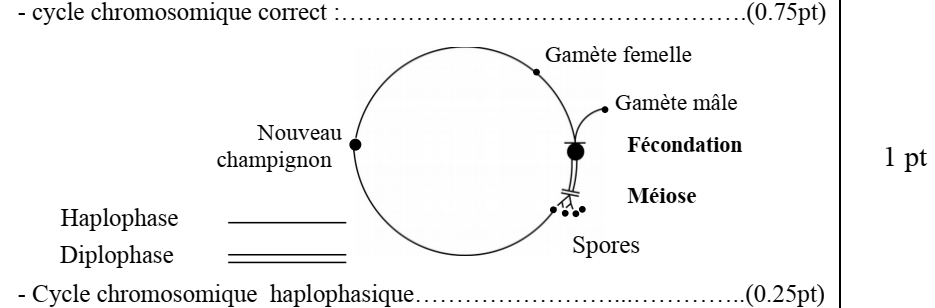 - cycle chromosomique correct :……………………………………………….(0.75pt)
Gamète femelle
Gamète mâle
Nouveau
champignon
Fécondation
1 pt
Méiose
Haplophase
Spores
Diplophase
- Cycle chromosomique haplophasique………………………...…………..(0.25pt)